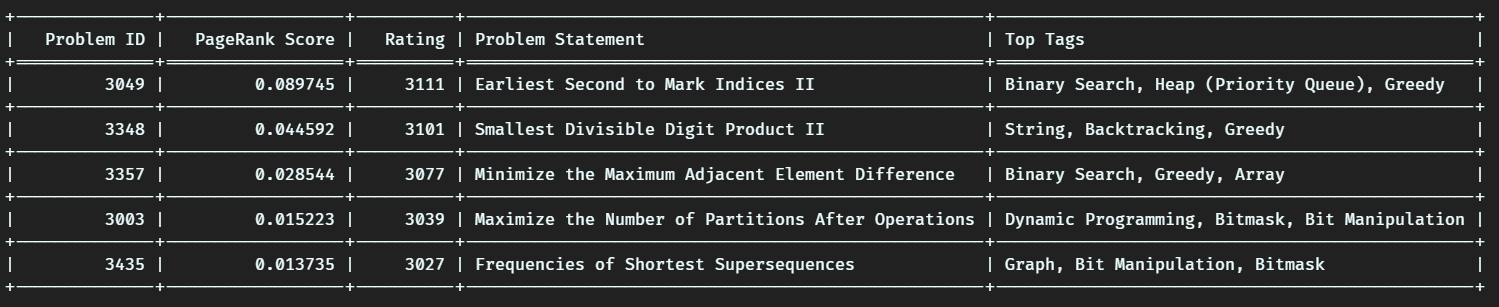 Problem ID | PageRank Score | Rating | Problem Statement | Top Tags
3049 | 0.089745 | 3111 | Earliest Second to Mark Indices II | Binary Search, Heap (Priority Queue), Greedy
3348 | 0.044592 | 3101 | Smallest Divisible Digit Product II | String, Backtracking, Greedy
3357 | 0.028544 | 3077 | Minimize the Maximum Adjacent Element Difference | Binary Search, Greedy, Array
3003 | 0.015223 | 3039 | Maximize the Number of Partitions After Operations | Dynamic Programming, Bitmask, Bit Manipulation
3435 | 0.013735 | 3027 | Frequencies of Shortest Supersequences | Graph, Bit Manipulation, Bitmask